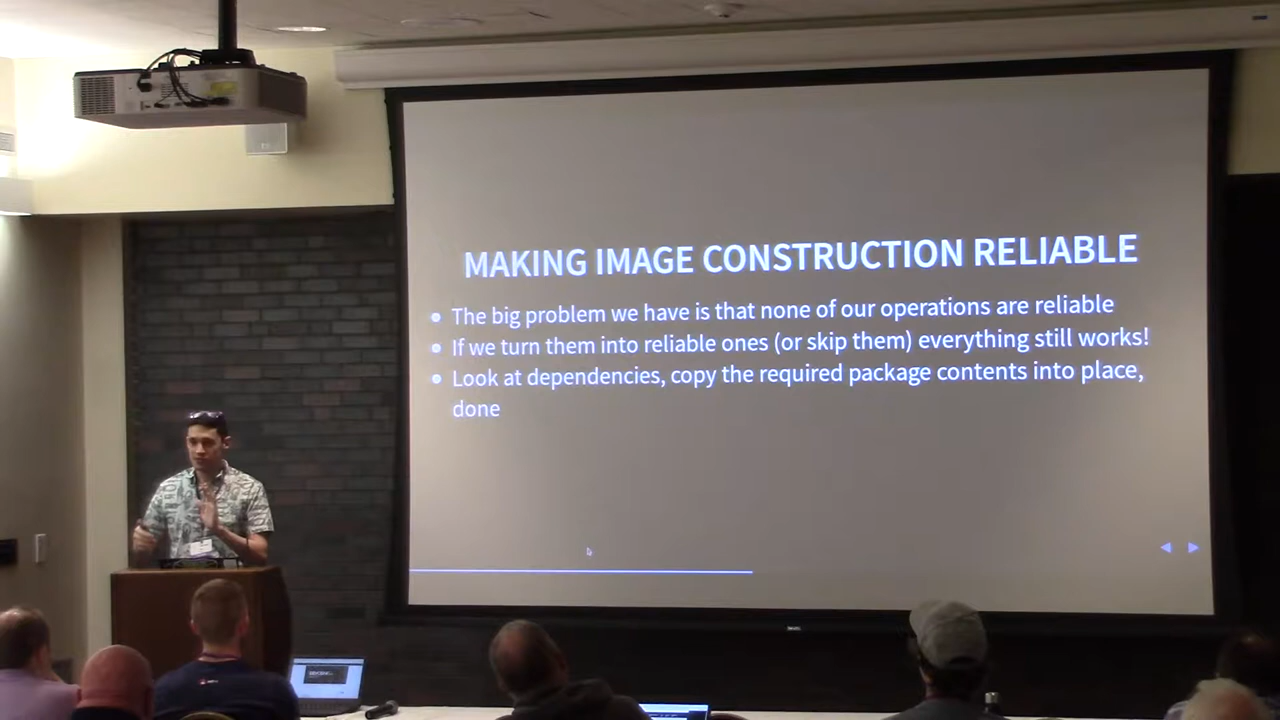 MAKING IMAGE CONSTRUCTION RELIABLE
The big problem we have is that none of our operations are reliable
If we turn them into reliable ones (or skip them) everything still works!
Look at dependencies, copy the required package contents into place,
done